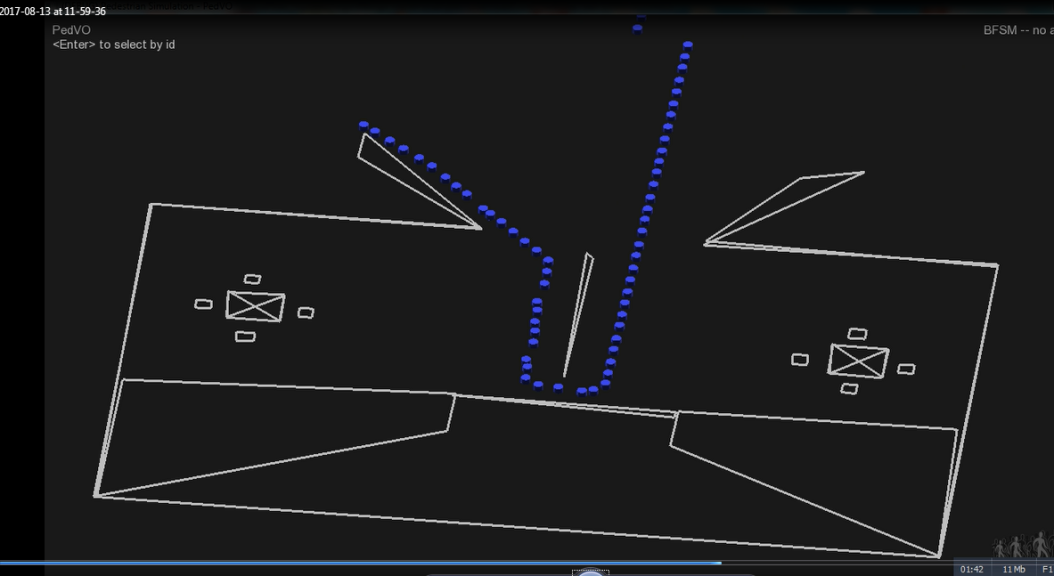 2017-08-13 at 11-59-36
PedVO
<Enter> to select by id
BFSM -- no a
01:42
11 Mb
F1